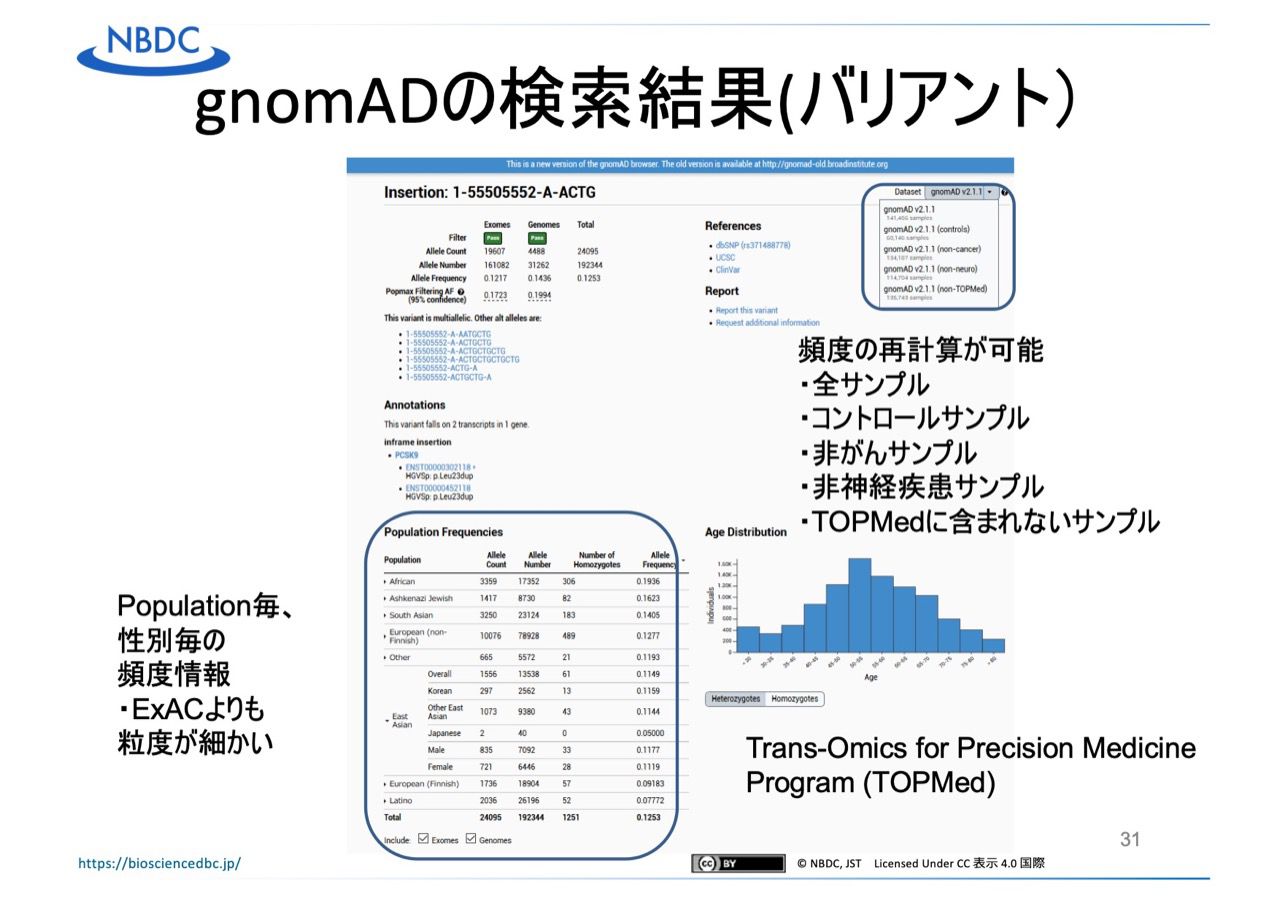 NBDC
gnomADの検索結果(バリアント）
This is a new version of the gnomAD browser. The old version is available at http://gnomad-old.broadinstitute.org
Insertion: 1-55505552-A-ACTG
Dataset gnomAD v2.1.1
gnomAD v2.1.1
141,456 samples
gnomAD v2.1.1 (controls)
60,146 samples
gnomAD v2.1.1 (non-cancer)
134,187 samples
gnomAD v2.1.1 (non-neuro)
114,704 samples
gnomAD v2.1.1 (non-TOPMed)
135,743 samples
Exomes Genomes Total
Filter Pass Pass
Allele Count 19607 4488 24095
Allele Number 161082 31262 192344
Allele Frequency 0.1217 0.1436 0.1253
Popmax Filtering AF ?
(95% confidence) 0.1723 0.1994
This variant is multiallelic. Other alt alleles are:
• 1-55505552-A-AATGCTG
• 1-55505552-A-ACTGCTG
• 1-55505552-A-ACTGCTGCTG
• 1-55505552-A-ACTGCTGCTGCTG
• 1-55505552-ACTG-A
• 1-55505552-ACTGCTG-A
References
• dbSNP (rs371488778)
• UCSC
• ClinVar
Report
• Report this variant
• Request additional information
頻度の再計算が可能
・全サンプル
・コントロールサンプル
・非がんサンプル
・非神経疾患サンプル
・TOPMedに含まれないサンプル
Annotations
This variant falls on 2 transcripts in 1 gene.
inframe insertion
• PCSK9
• ENST00000302118 *
HGVSp: p.Leu23dup
• ENST00000452118
HGVSp: p.Leu23dup
Population毎、
性別毎の
頻度情報
・ExACよりも
粒度が細かい
Population Frequencies
Population Allele Count Allele Number Number of Homozygotes Allele Frequency
African 3359 17352 306 0.1936
Ashkenazi Jewish 1417 8730 82 0.1623
South Asian 3250 23124 183 0.1405
European (non-Finnish) 10076 78928 489 0.1277
Other 665 5572 21 0.1193
East Asian
Overall 1556 13538 61 0.1149
Korean 297 2562 13 0.1159
Other East Asian 1073 9380 43 0.1144
Japanese 2 40 0 0.05000
Male 835 7092 33 0.1177
Female 721 6446 28 0.1119
European (Finnish) 1736 18904 57 0.09183
Latino 2036 26196 52 0.07772
Total 24095 192344 1251 0.1253
Include: Exomes Genomes
Age Distribution
Individuals
1.60K
1.40K
1.20K
1.00K
800
600
400
200
0
< 30 30-35 35-40 40-45 45-50 50-55 55-60 60-65 65-70 70-75 75-80 > 80
Age
Heterozygotes Homozygotes
Trans-Omics for Precision Medicine
Program (TOPMed)
31
https://biosciencedbc.jp/
cc BY
© NBDC, JST Licensed Under CC 表示 4.0 国際